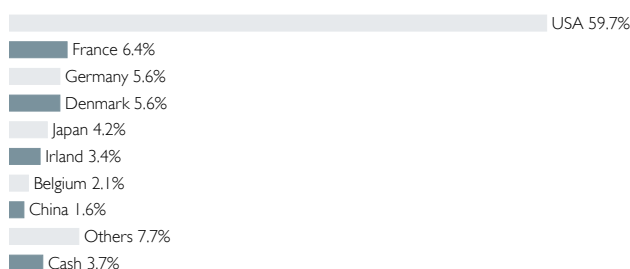 USA 59.7%
France 6.4%
Germany 5.6%
Denmark 5.6%
Japan 4.2%
Irland 3.4%
Belgium 2.1%
China 1.6%
Others 7.7%
Cash 3.7%